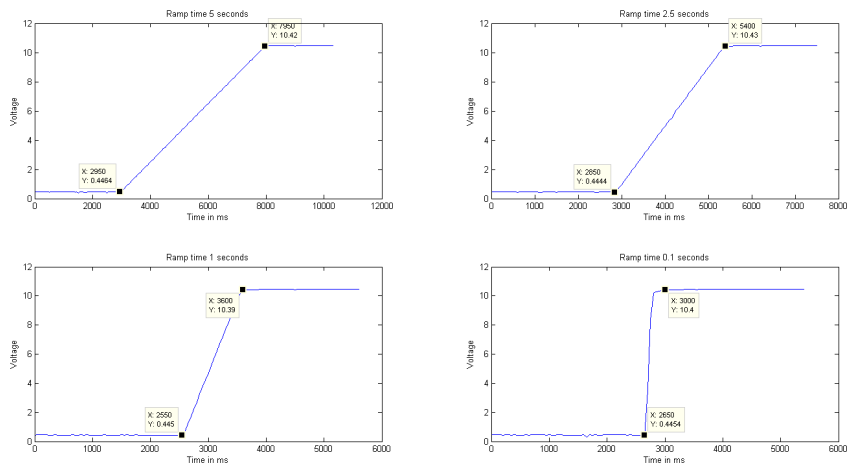 Ramp time 5 seconds
X: 7950
Y: 10.42
12
10
8
6
4
2
0
Voltage
X: 2950
Y: 0.4464
0 2000 4000 6000 8000 10000 12000
Time in ms
Ramp time 2.5 seconds
X: 5400
Y: 10.43
12
10
8
6
4
2
0
Voltage
X: 2850
Y: 0.4444
0 1000 2000 3000 4000 5000 6000 7000 8000
Time in ms
Ramp time 1 seconds
12
10
8
6
4
2
0
Voltage
X: 3600
Y: 10.39
X: 2550
Y: 0.445
0 1000 2000 3000 4000 5000 6000
Time in ms
Ramp time 0.1 seconds
12
10
8
6
4
2
0
Voltage
X: 3000
Y: 10.4
X: 2650
Y: 0.4454
0 1000 2000 3000 4000 5000 6000
Time in ms